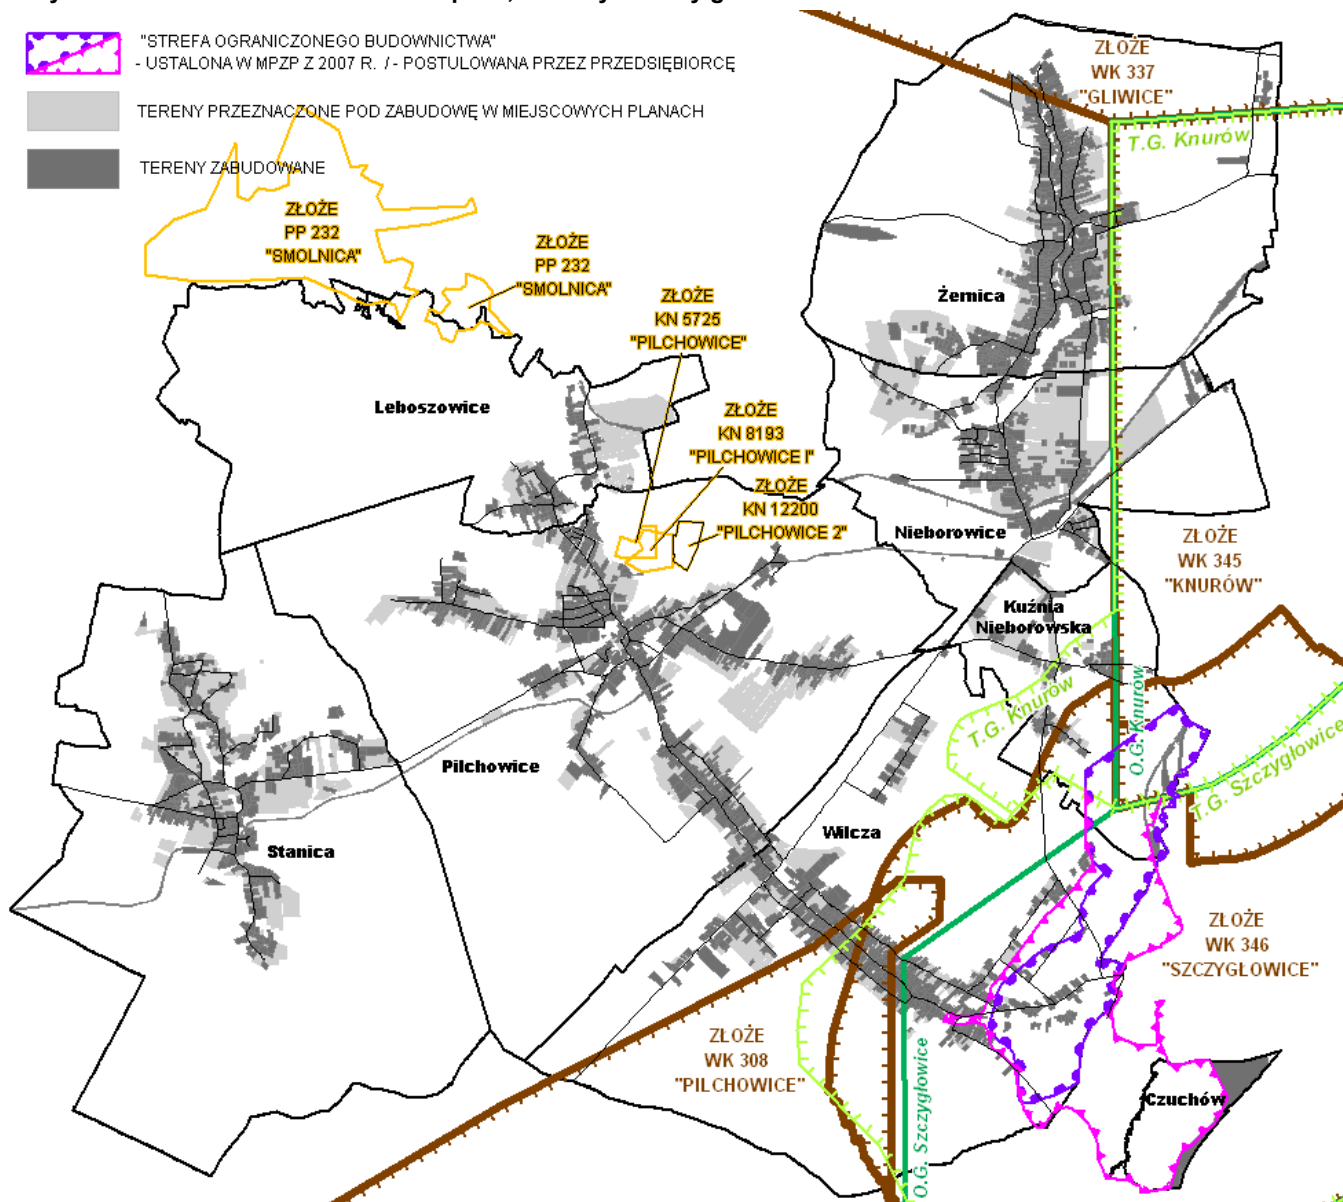 "STREFA OGRANICZONEGO BUDOWNICTWA"
- USTALONA W MPZP Z 2007 R. / - POSTULOWANA PRZEZ PRZEDSIĘBIORCĘ
TERENY PRZEZNACZONE POD ZABUDOWĘ W MIEJSCOWYCH PLANACH
TERENY ZABUDOWANE
ZŁOŻE
WK 337
"GLIWICE"
T.G. Knurów
ZŁOŻE
PP 232
"SMOLNICA"
ZŁOŻE
PP 232
"SMOLNICA"
ZŁOŻE
KN 5725
"PILCHOWICE"
Żernica
Leboszowice
ZŁOŻE
KN 8193
"PILCHOWICE I"
ZŁOŻE
KN 12200
"PILCHOWICE 2"
Nieborowice
ZŁOŻE
WK 345
"KNURÓW"
Kuźnia
Nieborowska
T.G. Knurów
O.G. Knurów
T.G. Szczygłowice
Pilchowice
Wilcza
Stanica
ZŁOŻE
WK 346
"SZCZYGŁOWICE"
ZŁOŻE
WK 308
"PILCHOWICE"
O.G. Szczygłowice
Czuchów